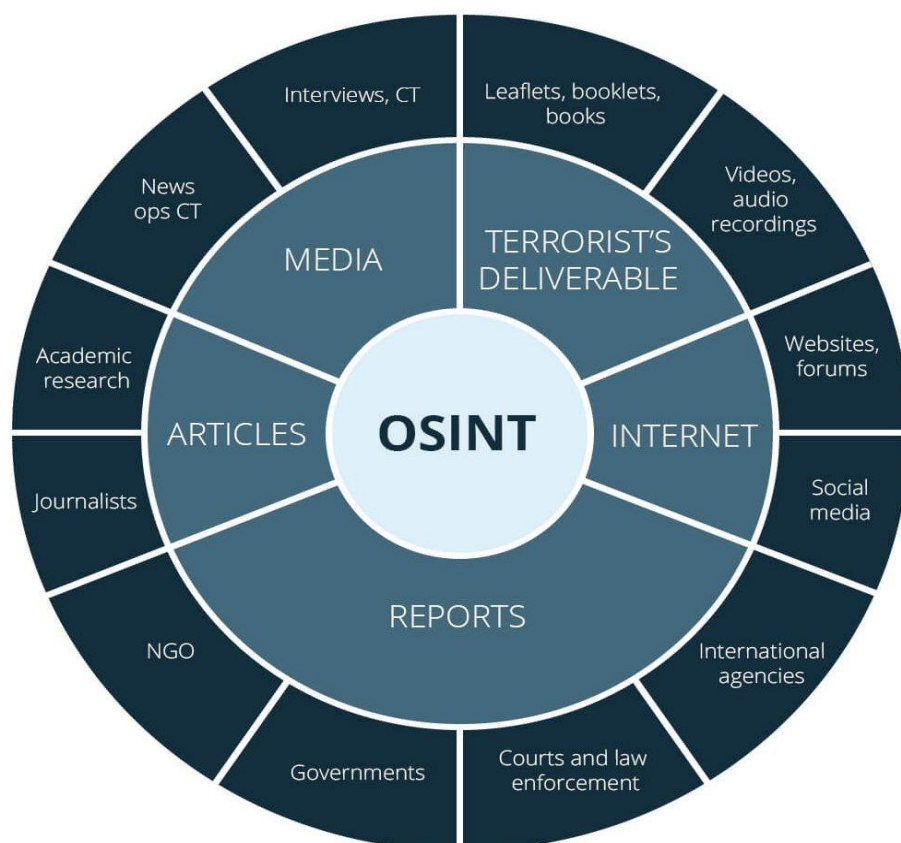 Interviews, CT
Leaflets, booklets,
books
News
ops CT
Videos,
audio
recordings
MEDIA
TERRORIST’S
DELIVERABLE
Academic
research
Websites,
forums
ARTICLES
OSINT
INTERNET
Journalists
Social
media
REPORTS
NGO
International
agencies
Governments
Courts and law
enforcement